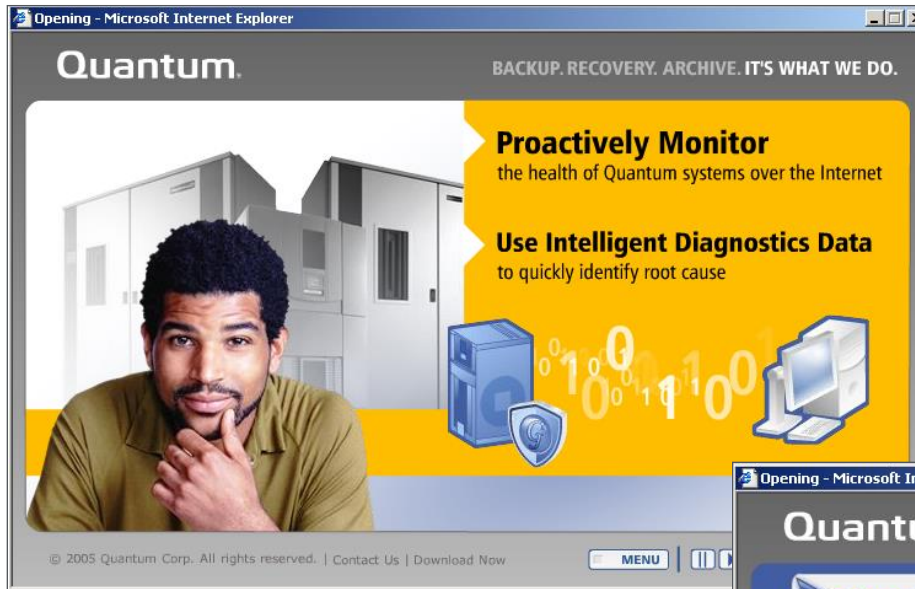 Opening - Microsoft Internet Explorer
Quantum.
BACKUP. RECOVERY. ARCHIVE. IT'S WHAT WE DO.
Proactively Monitor
the health of Quantum systems over the Internet
Use Intelligent Diagnostics Data
to quickly identify root cause
© 2005 Quantum Corp. All rights reserved. | Contact Us | Download Now
MENU
Opening - Microsoft
Quant